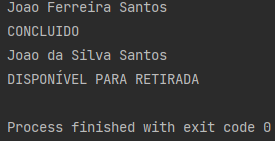 Joao Ferreira Santos
CONCLUIDO
Joao da Silva Santos
DISPONÍVEL PARA RETIRADA
Process finished with exit code 0